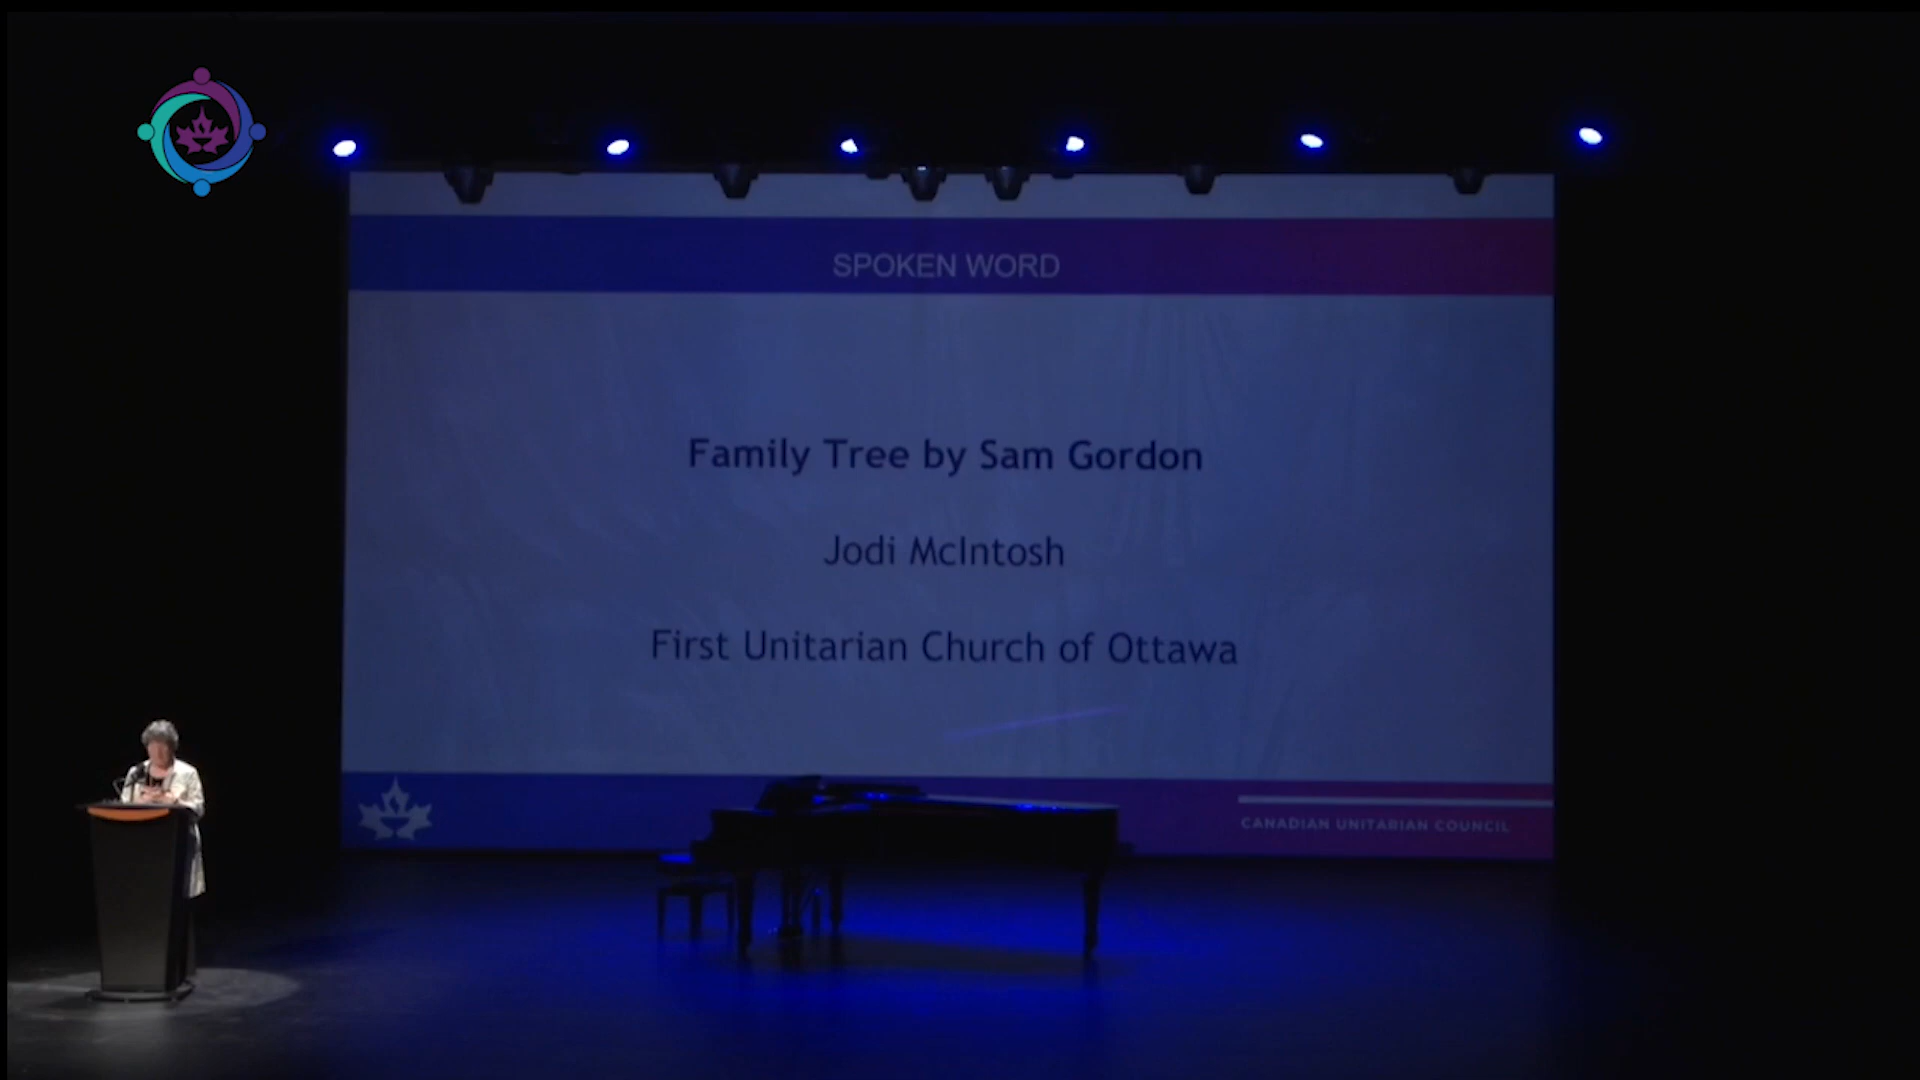 SPOKEN WORD
Family Tree by Sam Gordon
Jodi McIntosh
First Unitarian Church of Ottawa
CANADIAN UNITARIAN COUNCIL